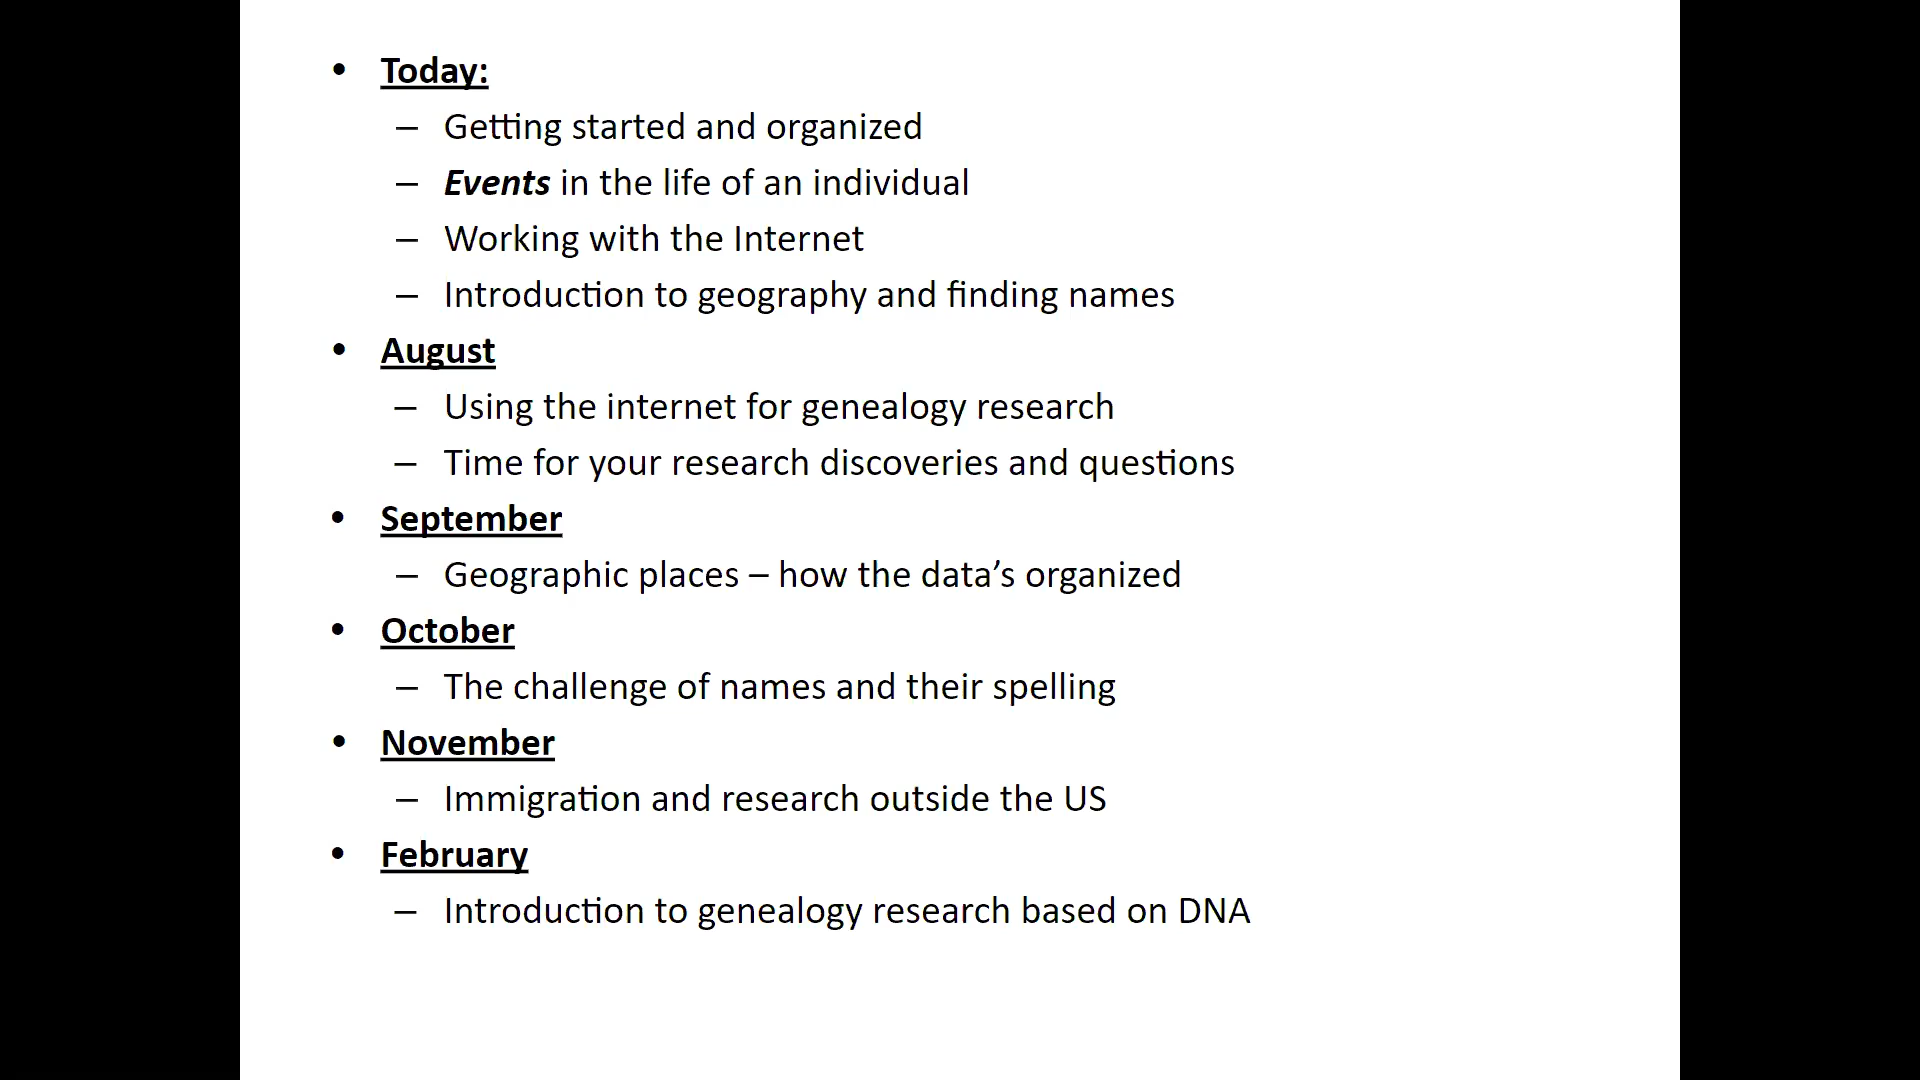 • Today:
– Getting started and organized
– Events in the life of an individual
– Working with the Internet
– Introduction to geography and finding names
• August
– Using the internet for genealogy research
– Time for your research discoveries and questions
• September
– Geographic places – how the data’s organized
• October
– The challenge of names and their spelling
• November
– Immigration and research outside the US
• February
– Introduction to genealogy research based on DNA